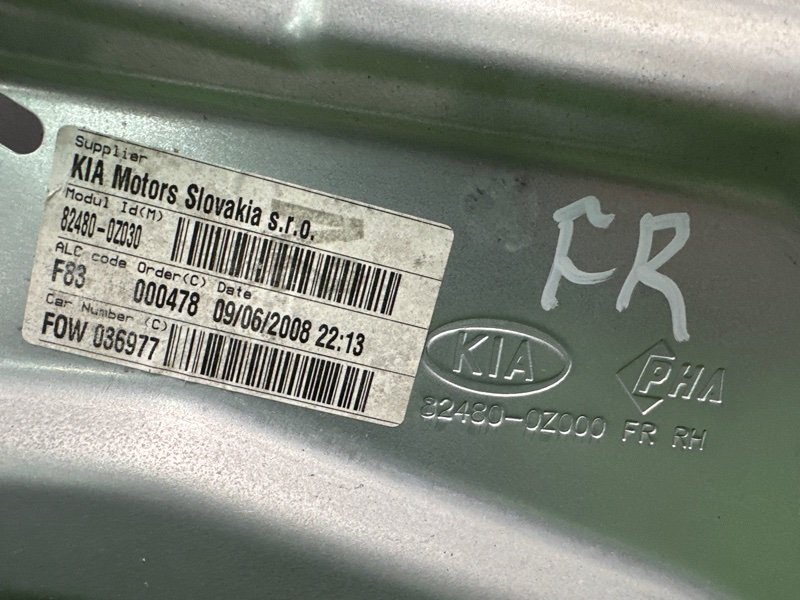 Supplier
KIA Motors Slovakia s.r.o.
Modul Id(M)
82480-0Z030
ALC code Order(C) Date
F83 000478 09/06/2008 22:13
Car Number (C)
FOW 036977
FR
KIA
PHA
82480-0Z000 FR RH